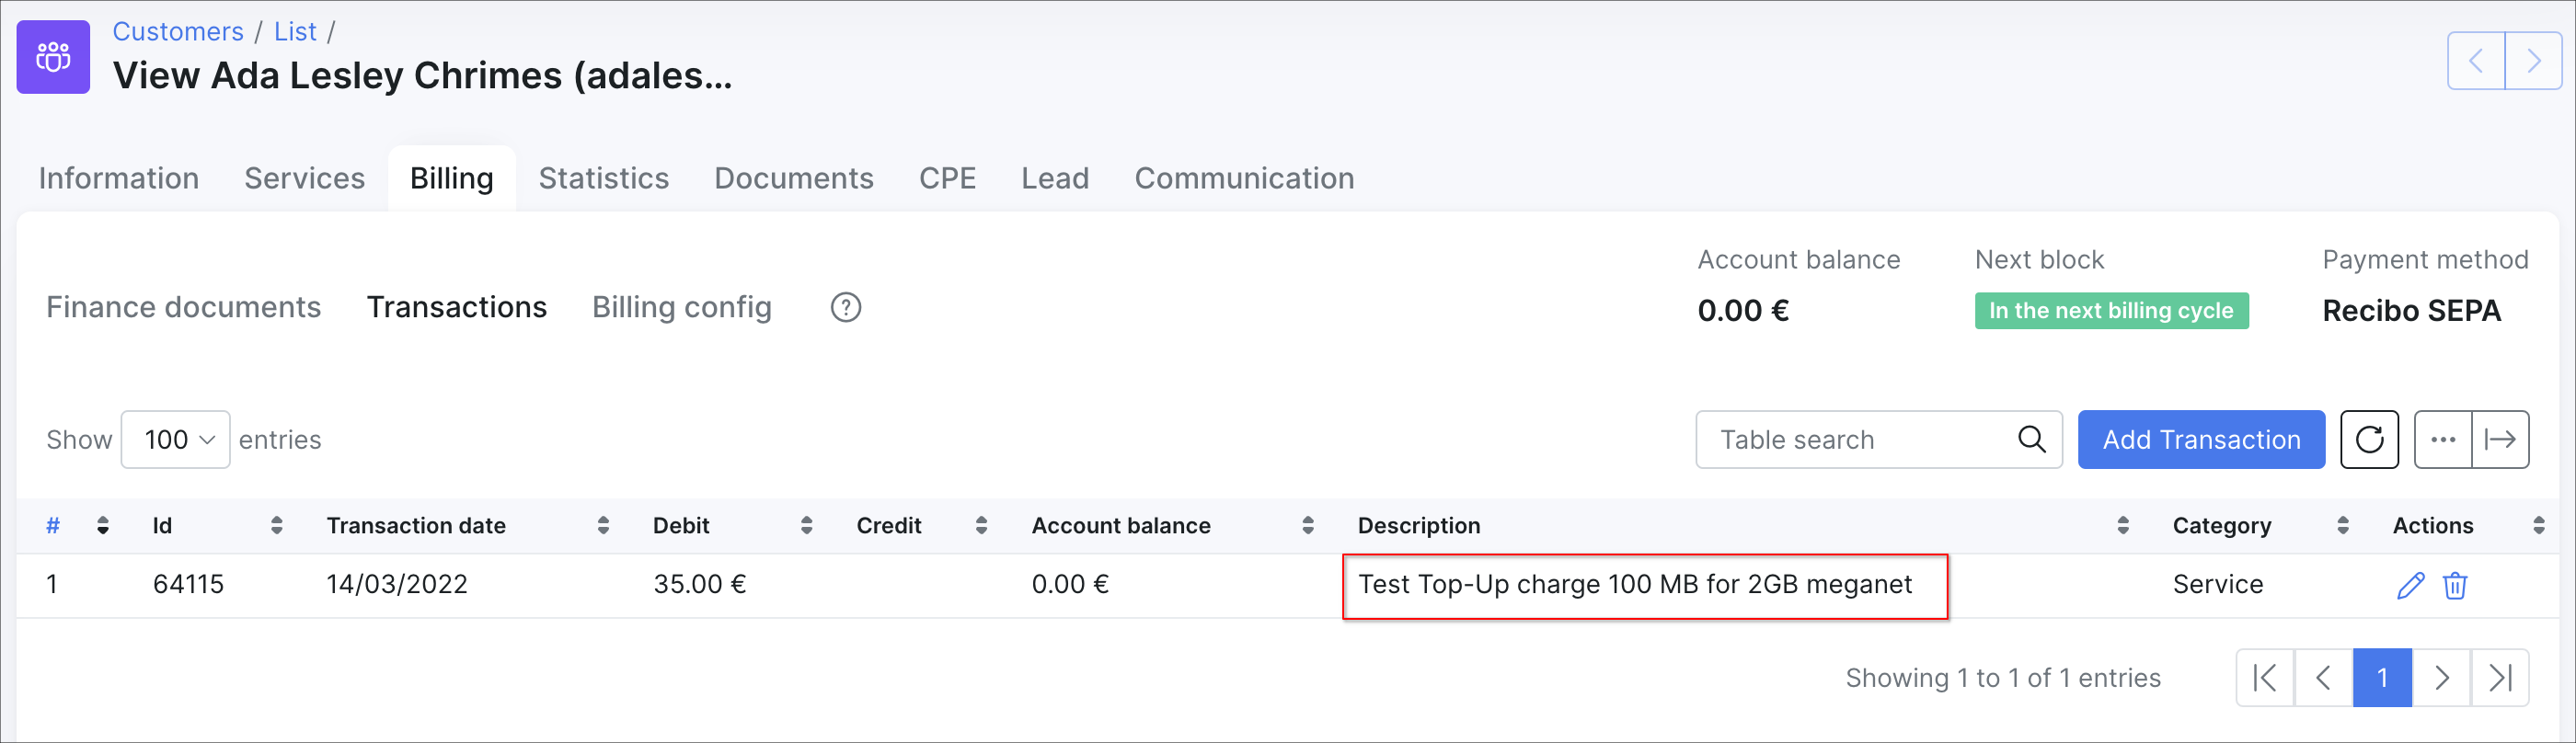 Customers / List /
View Ada Lesley Chrimes (adales...
Information Services Billing Statistics Documents CPE Lead Communication
Finance documents Transactions Billing config ?
Account balance Next block Payment method
0.00 € In the next billing cycle Recibo SEPA
Show 100 entries Table search Add Transaction
# Id Transaction date Debit Credit Account balance Description Category Actions
1 64115 14/03/2022 35.00 € 0.00 € Test Top-Up charge 100 MB for 2GB meganet Service
Showing 1 to 1 of 1 entries 1